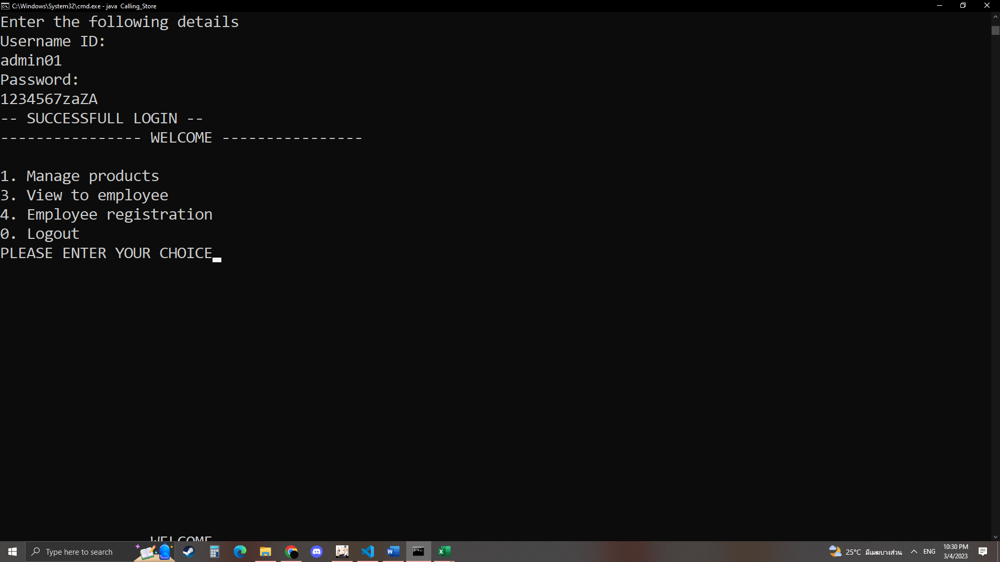 C:\Windows\System32\cmd.exe - java  Calling_Store
Enter the following details
Username ID:
admin01
Password:
1234567zaZA
-- SUCCESSFULL LOGIN --
---------------- WELCOME ----------------
1. Manage products
3. View to employee
4. Employee registration
0. Logout
PLEASE ENTER YOUR CHOICE
WELCOME
Type here to search
25°C มีเมฆบางส่วน
ENG
10:30 PM
3/4/2023